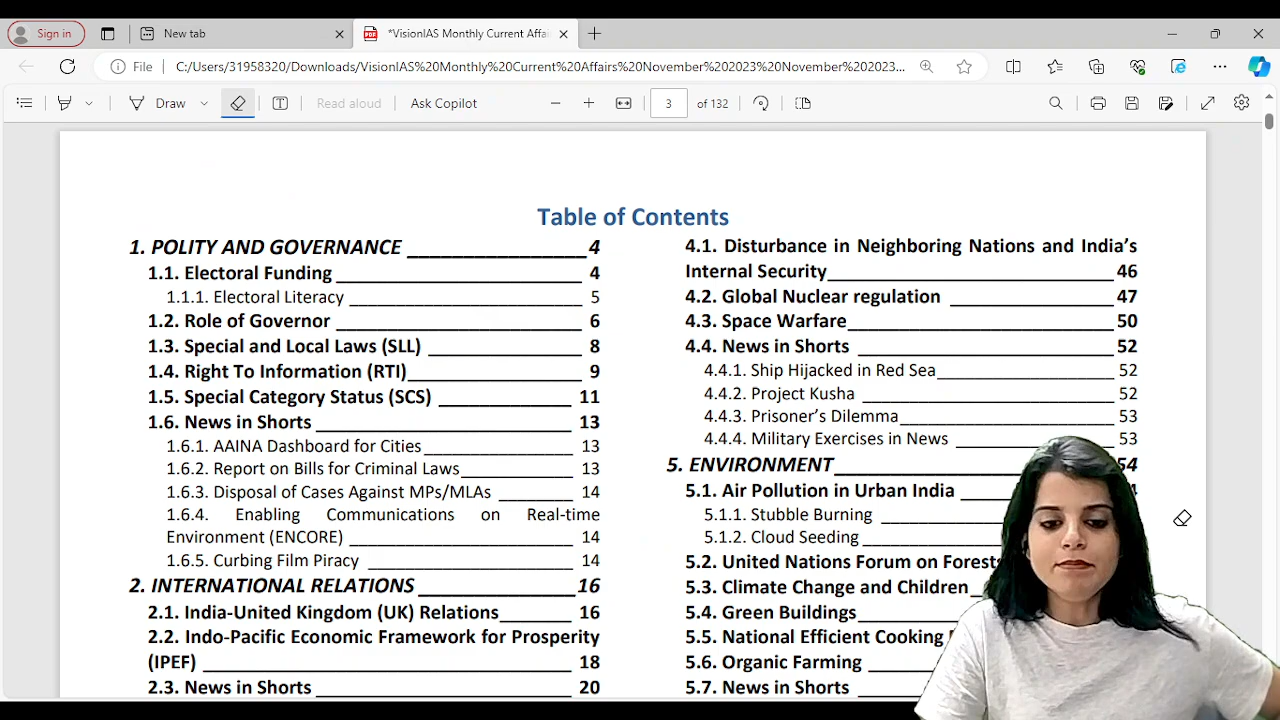 Sign in
New tab
*VisionIAS Monthly Current Affai
File
C:/Users/31958320/Downloads/VisionIAS%20Monthly%20Current%20Affairs%20November%202023%20November%202023...
Draw
Read aloud
Ask Copilot
3 of 132
Table of Contents
1. POLITY AND GOVERNANCE 4
1.1. Electoral Funding 4
1.1.1. Electoral Literacy 5
1.2. Role of Governor 6
1.3. Special and Local Laws (SLL) 8
1.4. Right To Information (RTI) 9
1.5. Special Category Status (SCS) 11
1.6. News in Shorts 13
1.6.1. AAINA Dashboard for Cities 13
1.6.2. Report on Bills for Criminal Laws 13
1.6.3. Disposal of Cases Against MPs/MLAs 14
1.6.4. Enabling Communications on Real-time
Environment (ENCORE) 14
1.6.5. Curbing Film Piracy 14
2. INTERNATIONAL RELATIONS 16
2.1. India-United Kingdom (UK) Relations 16
2.2. Indo-Pacific Economic Framework for Prosperity
(IPEF) 18
2.3. News in Shorts 20
4.1. Disturbance in Neighboring Nations and India's
Internal Security 46
4.2. Global Nuclear regulation 47
4.3. Space Warfare 50
4.4. News in Shorts 52
4.4.1. Ship Hijacked in Red Sea 52
4.4.2. Project Kusha 52
4.4.3. Prisoner's Dilemma 53
4.4.4. Military Exercises in News 53
5. ENVIRONMENT 54
5.1. Air Pollution in Urban India
5.1.1. Stubble Burning
5.1.2. Cloud Seeding
5.2. United Nations Forum on Forests
5.3. Climate Change and Children
5.4. Green Buildings
5.5. National Efficient Cooking
5.6. Organic Farming
5.7. News in Shorts